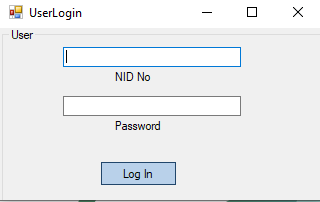 UserLogin
User
NID No
Password
Log In